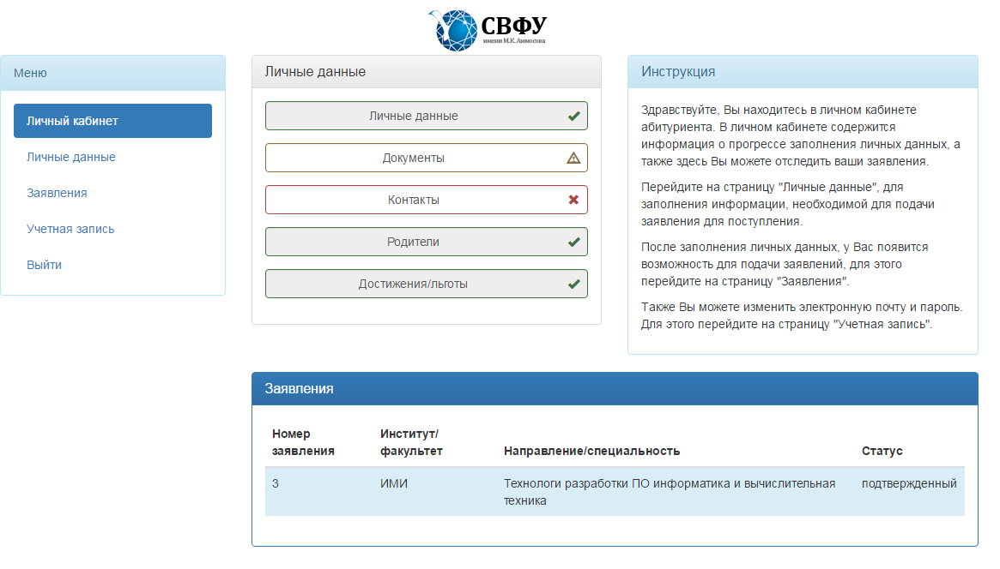 СВФУ
имени М.К. Аммосова
Меню
Личный кабинет
Личные данные
Заявления
Учетная запись
Выйти
Личные данные
Личные данные
Документы
Контакты
Родители
Достижения/льготы
Инструкция
Здравствуйте, Вы находитесь в личном кабинете
абитуриента. В личном кабинете содержится
информация о прогрессе заполнения личных данных, а
также здесь Вы можете отследить ваши заявления.
Перейдите на страницу "Личные данные", для
заполнения информации, необходимой для подачи
заявления для поступления.
После заполнения личных данных, у Вас появится
возможность для подачи заявлений, для этого
перейдите на страницу "Заявления".
Также Вы можете изменить электронную почту и пароль.
Для этого перейдите на страницу "Учетная запись".
Заявления
Номер
заявления
Институт/
факультет
Направление/специальность
Статус
3
ИМИ
Технологи разработки ПО информатика и вычислительная
техника
подтвержденный